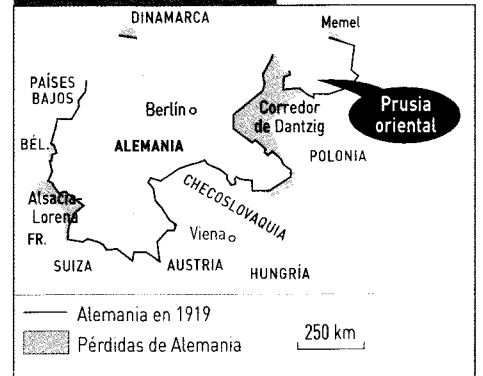 DINAMARCA
Memel
PAÍSES
BAJOS
Berlín
Corredor
de Dantzig
Prusia
oriental
BÉL.
ALEMANIA
POLONIA
Alsacia-
Lorena
CHECOSLOVAQUIA
FR.
Viena
SUIZA
AUSTRIA
HUNGRÍA
Alemania en 1919
Pérdidas de Alemania
250 km